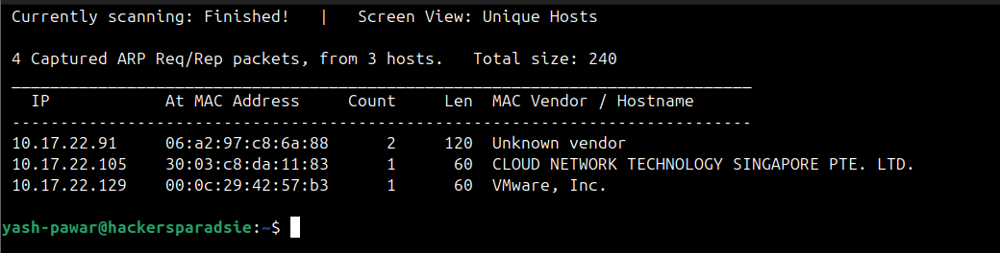 Currently scanning: Finished!   |   Screen View: Unique Hosts
4 Captured ARP Req/Rep packets, from 3 hosts.   Total size: 240
_____________________________________________________________________________
IP            At MAC Address     Count     Len  MAC Vendor / Hostname
-----------------------------------------------------------------------------
10.17.22.91     06:a2:97:c8:6a:88      2     120  Unknown vendor
10.17.22.105    30:03:c8:da:11:83      1      60  CLOUD NETWORK TECHNOLOGY SINGAPORE PTE. LTD.
10.17.22.129    00:0c:29:42:57:b3      1      60  VMware, Inc.
yash-pawar@hackersparadsie:~$